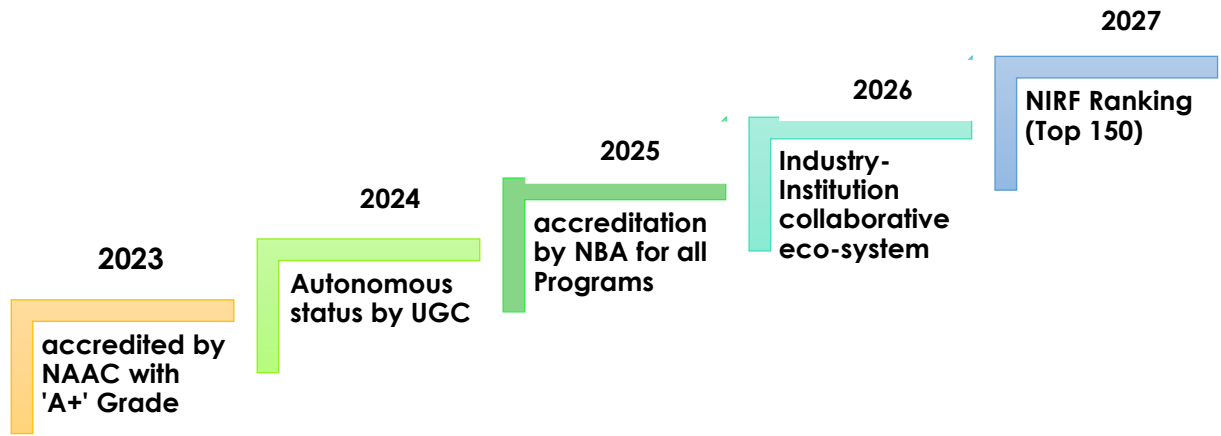 2023
accredited by
NAAC with
'A+' Grade
2024
Autonomous
status by UGC
2025
accreditation
by NBA for all
Programs
2026
Industry-
Institution
collaborative
eco-system
2027
NIRF Ranking
(Top 150)